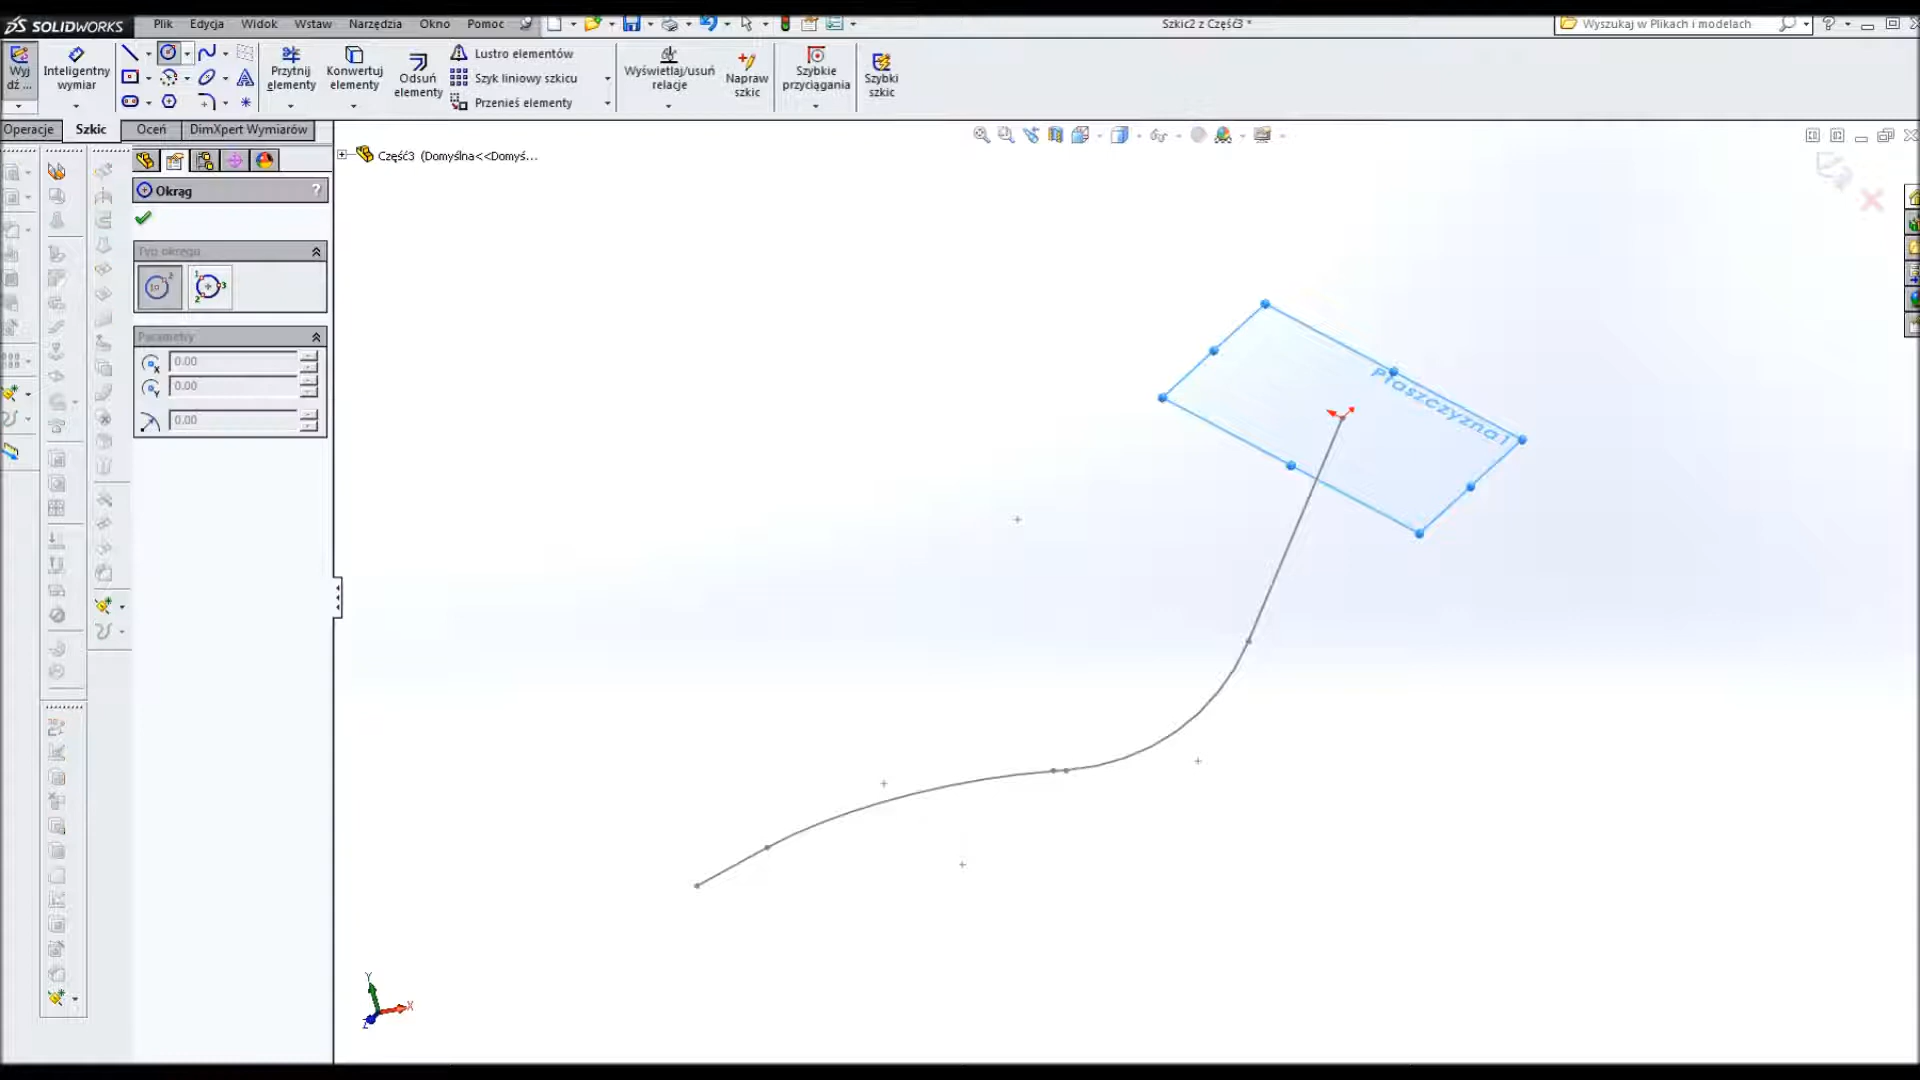 SOLIDWORKS
Plik Edycja Widok Wstaw Narzędzia Okno Pomoc
Szkic2 z Część3 *
Wyszukaj w Plikach i modelach
Wyj
dź ...
Inteligentny
wymiar
Przytnij
elementy
Konwertuj
elementy
Odsuń
elementy
Lustro elementów
Szyk liniowy szkicu
Przenieś elementy
Wyświetlaj/usuń
relacje
Napraw
szkic
Szybkie
przyciągania
Szybki
szkic
Operacje Szkic Oceń DimXpert Wymiarów
Część3 (Domyślna<<Domyś...
Okrąg ?
Typ okręgu
Parametry
0.00
0.00
0.00
Płaszczyzna1
Y
X
Z